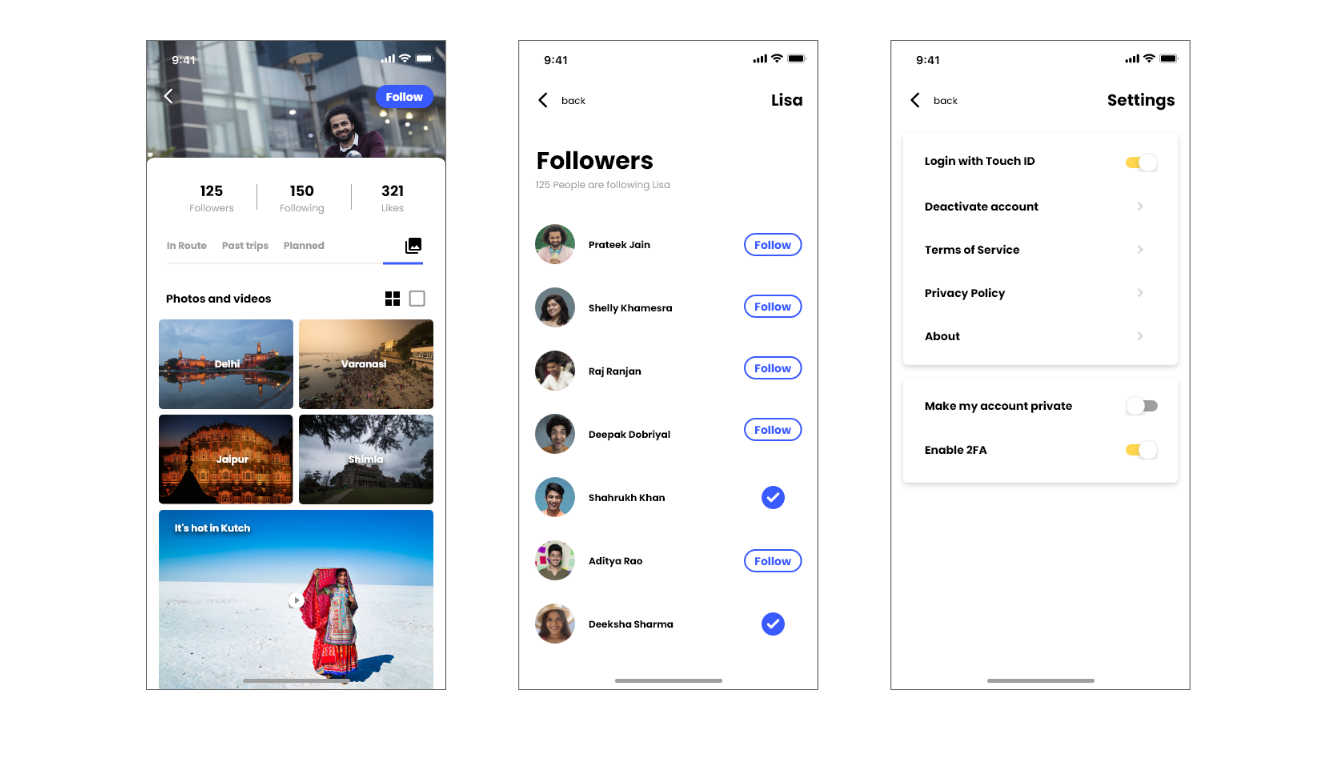 9:41
Follow
125 150 321
Followers Following Likes
In Route Past trips Planned
Photos and videos
Delhi Varanasi
Jaipur Shimla
It's hot in Kutch
9:41
back Lisa
Followers
125 People are following Lisa
Prateek Jain Follow
Shelly Khamesra Follow
Raj Ranjan Follow
Deepak Dobriyal Follow
Shahrukh Khan
Aditya Rao Follow
Deeksha Sharma
9:41
back Settings
Login with Touch ID
Deactivate account
Terms of Service
Privacy Policy
About
Make my account private
Enable 2FA